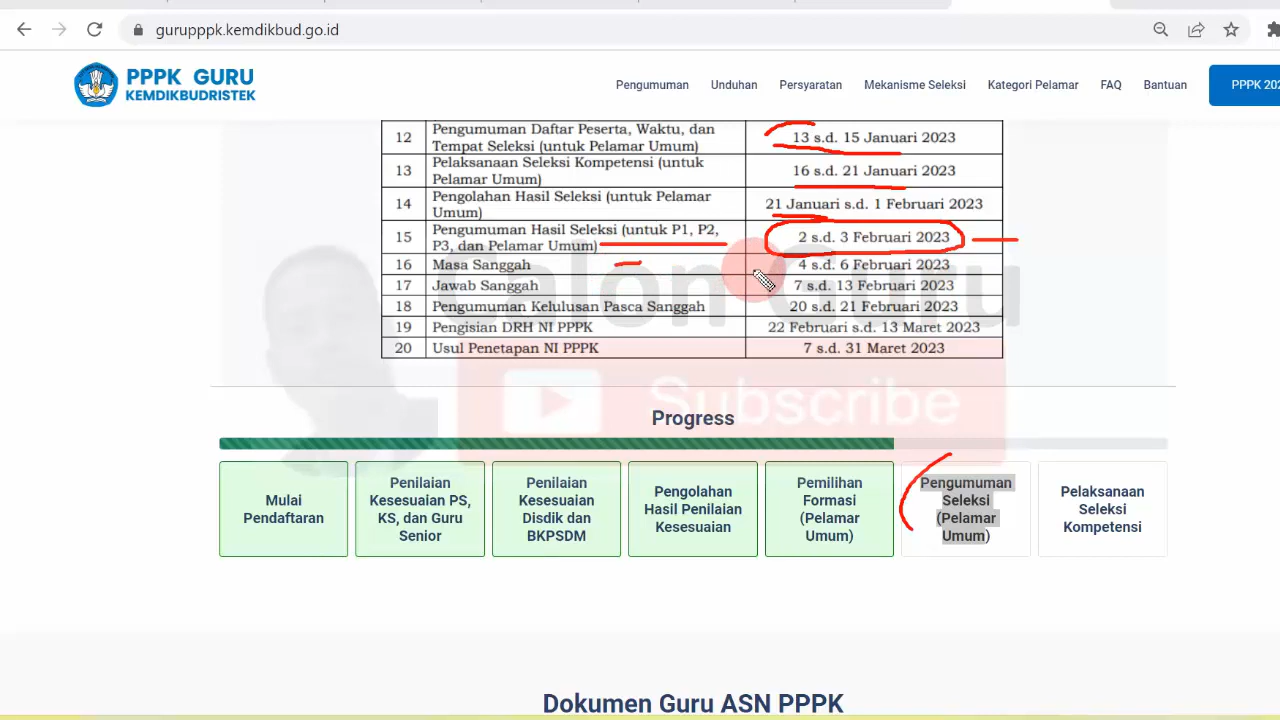 gurupppk.kemdikbud.go.id
PPPK GURU
KEMDIKBUDRISTEK
Pengumuman
Unduhan
Persyaratan
Mekanisme Seleksi
Kategori Pelamar
FAQ
Bantuan
12 Pengumuman Daftar Peserta, Waktu, dan
Tempat Seleksi (untuk Pelamar Umum)
13 s.d. 15 Januari 2023
13 Pelaksanaan Seleksi Kompetensi (untuk
Pelamar Umum)
16 s.d. 21 Januari 2023
14 Pengolahan Hasil Seleksi (untuk Pelamar
Umum)
21 Januari s.d. 1 Februari 2023
15 Pengumuman Hasil Seleksi (untuk P1, P2,
P3, dan Pelamar Umum)
2 s.d. 3 Februari 2023
16 Masa Sanggah 4 s.d. 6 Februari 2023
17 Jawab Sanggah 7 s.d. 13 Februari 2023
18 Pengumuman Kelulusan Pasca Sanggah 20 s.d. 21 Februari 2023
19 Pengisian DRH NI PPPK 22 Februari s.d. 13 Maret 2023
20 Usul Penetapan NI PPPK 7 s.d. 31 Maret 2023
Calon Guru
Subscribe
Progress
Mulai
Pendaftaran
Penilaian
Kesesuaian PS,
KS, dan Guru
Senior
Penilaian
Kesesuaian
Disdik dan
BKPSDM
Pengolahan
Hasil Penilaian
Kesesuaian
Pemilihan
Formasi
(Pelamar
Umum)
Pengumuman
Seleksi
(Pelamar
Umum)
Pelaksanaan
Seleksi
Kompetensi
Dokumen Guru ASN PPPK